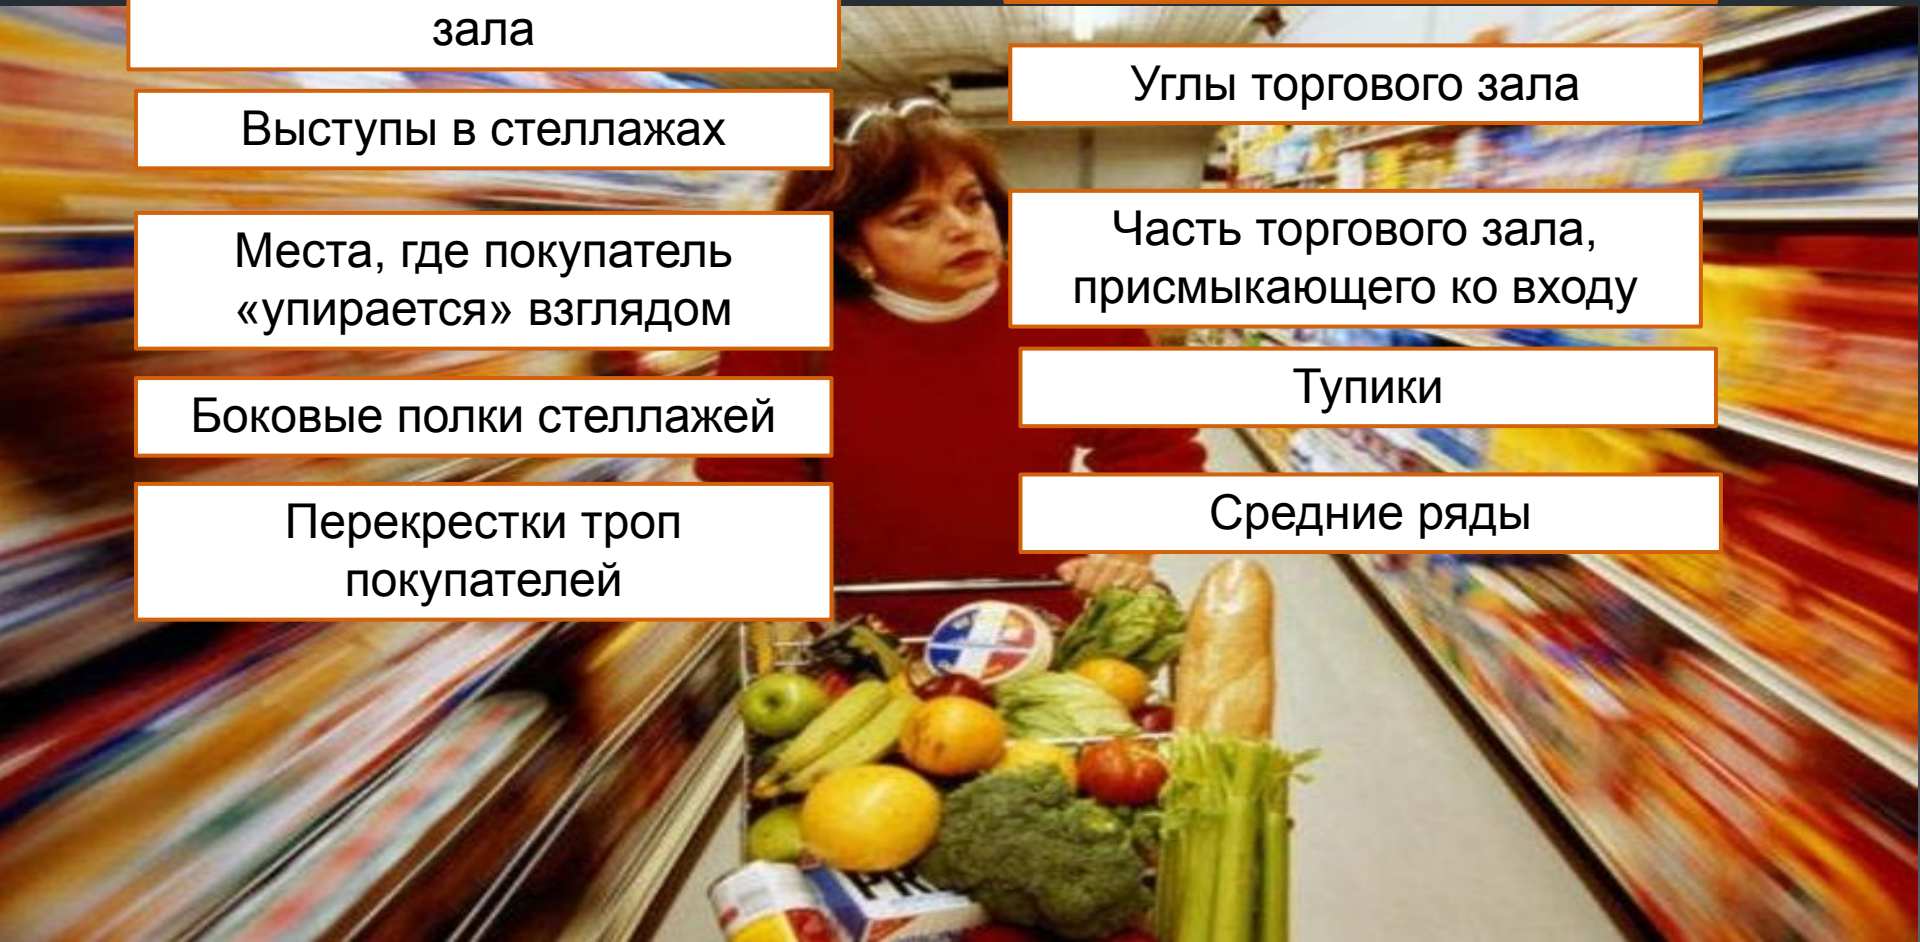 зала
Выступы в стеллажах
Места, где покупатель
«упирается» взглядом
Боковые полки стеллажей
Перекрестки троп
покупателей
Углы торгового зала
Часть торгового зала,
присмыкающего ко входу
Тупики
Средние ряды
PR